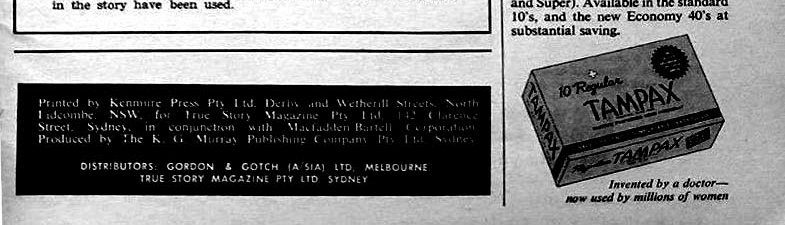 in the story have been used.
Printed by Kenmure Press Pty Ltd. Derby and Wetherill Streets, North
Lidcombe, NSW, for True Story Magazine Pty Ltd, 142 Clarence
Street, Sydney, in conjunction with Macfadden-Bartell Corporation
Produced by The K. G. Murray Publishing Company Pty Ltd, Sydney
DISTRIBUTORS: GORDON & GOTCH (A/SIA) LTD, MELBOURNE
TRUE STORY MAGAZINE PTY LTD SYDNEY
and Super). Available in the standard
10's, and the new Economy 40's at
substantial saving.
10 Regular
TAMPAX
TAMPAX
TAMPAX
Invented by a doctor—
now used by millions of women